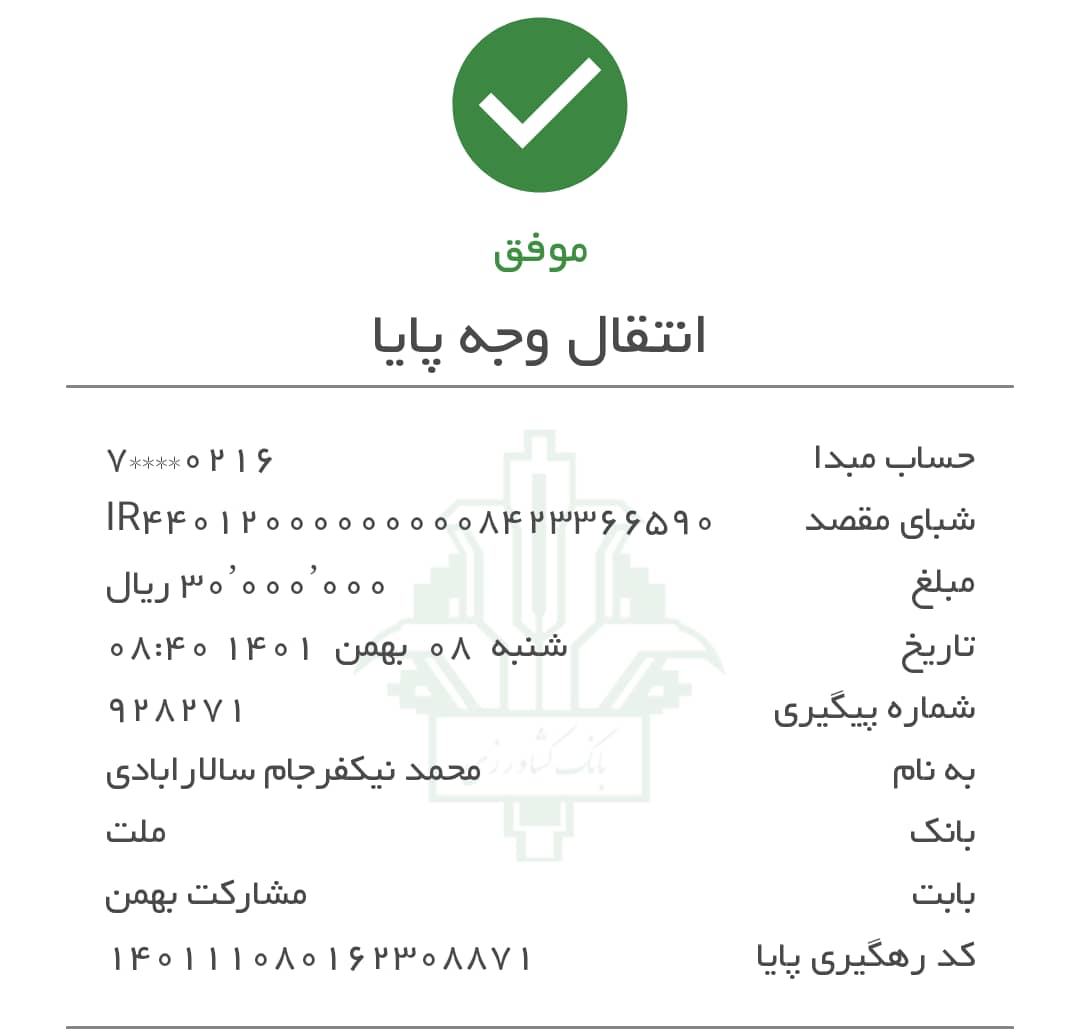 موفق
انتقال وجه پایا
حساب مبدا ۷****۰۲۱۶
شبای مقصد IR۴۴۰۱۲۰۰۰۰۰۰۰۰۰۰۸۴۲۳۳۶۶۵۹۰
مبلغ ۳۰٬۰۰۰٬۰۰۰ ریال
تاریخ شنبه ۰۸ بهمن ۱۴۰۱ ۰۸:۴۰
شماره پیگیری ۹۲۸۲۷۱
به نام محمد نیکفرجام سالارابادی
بانک ملت
بابت مشارکت بهمن
کد رهگیری پایا ۱۴۰۱۱۱۰۸۰۱۶۲۳۰۸۸۷۱
بانک کشاورزی